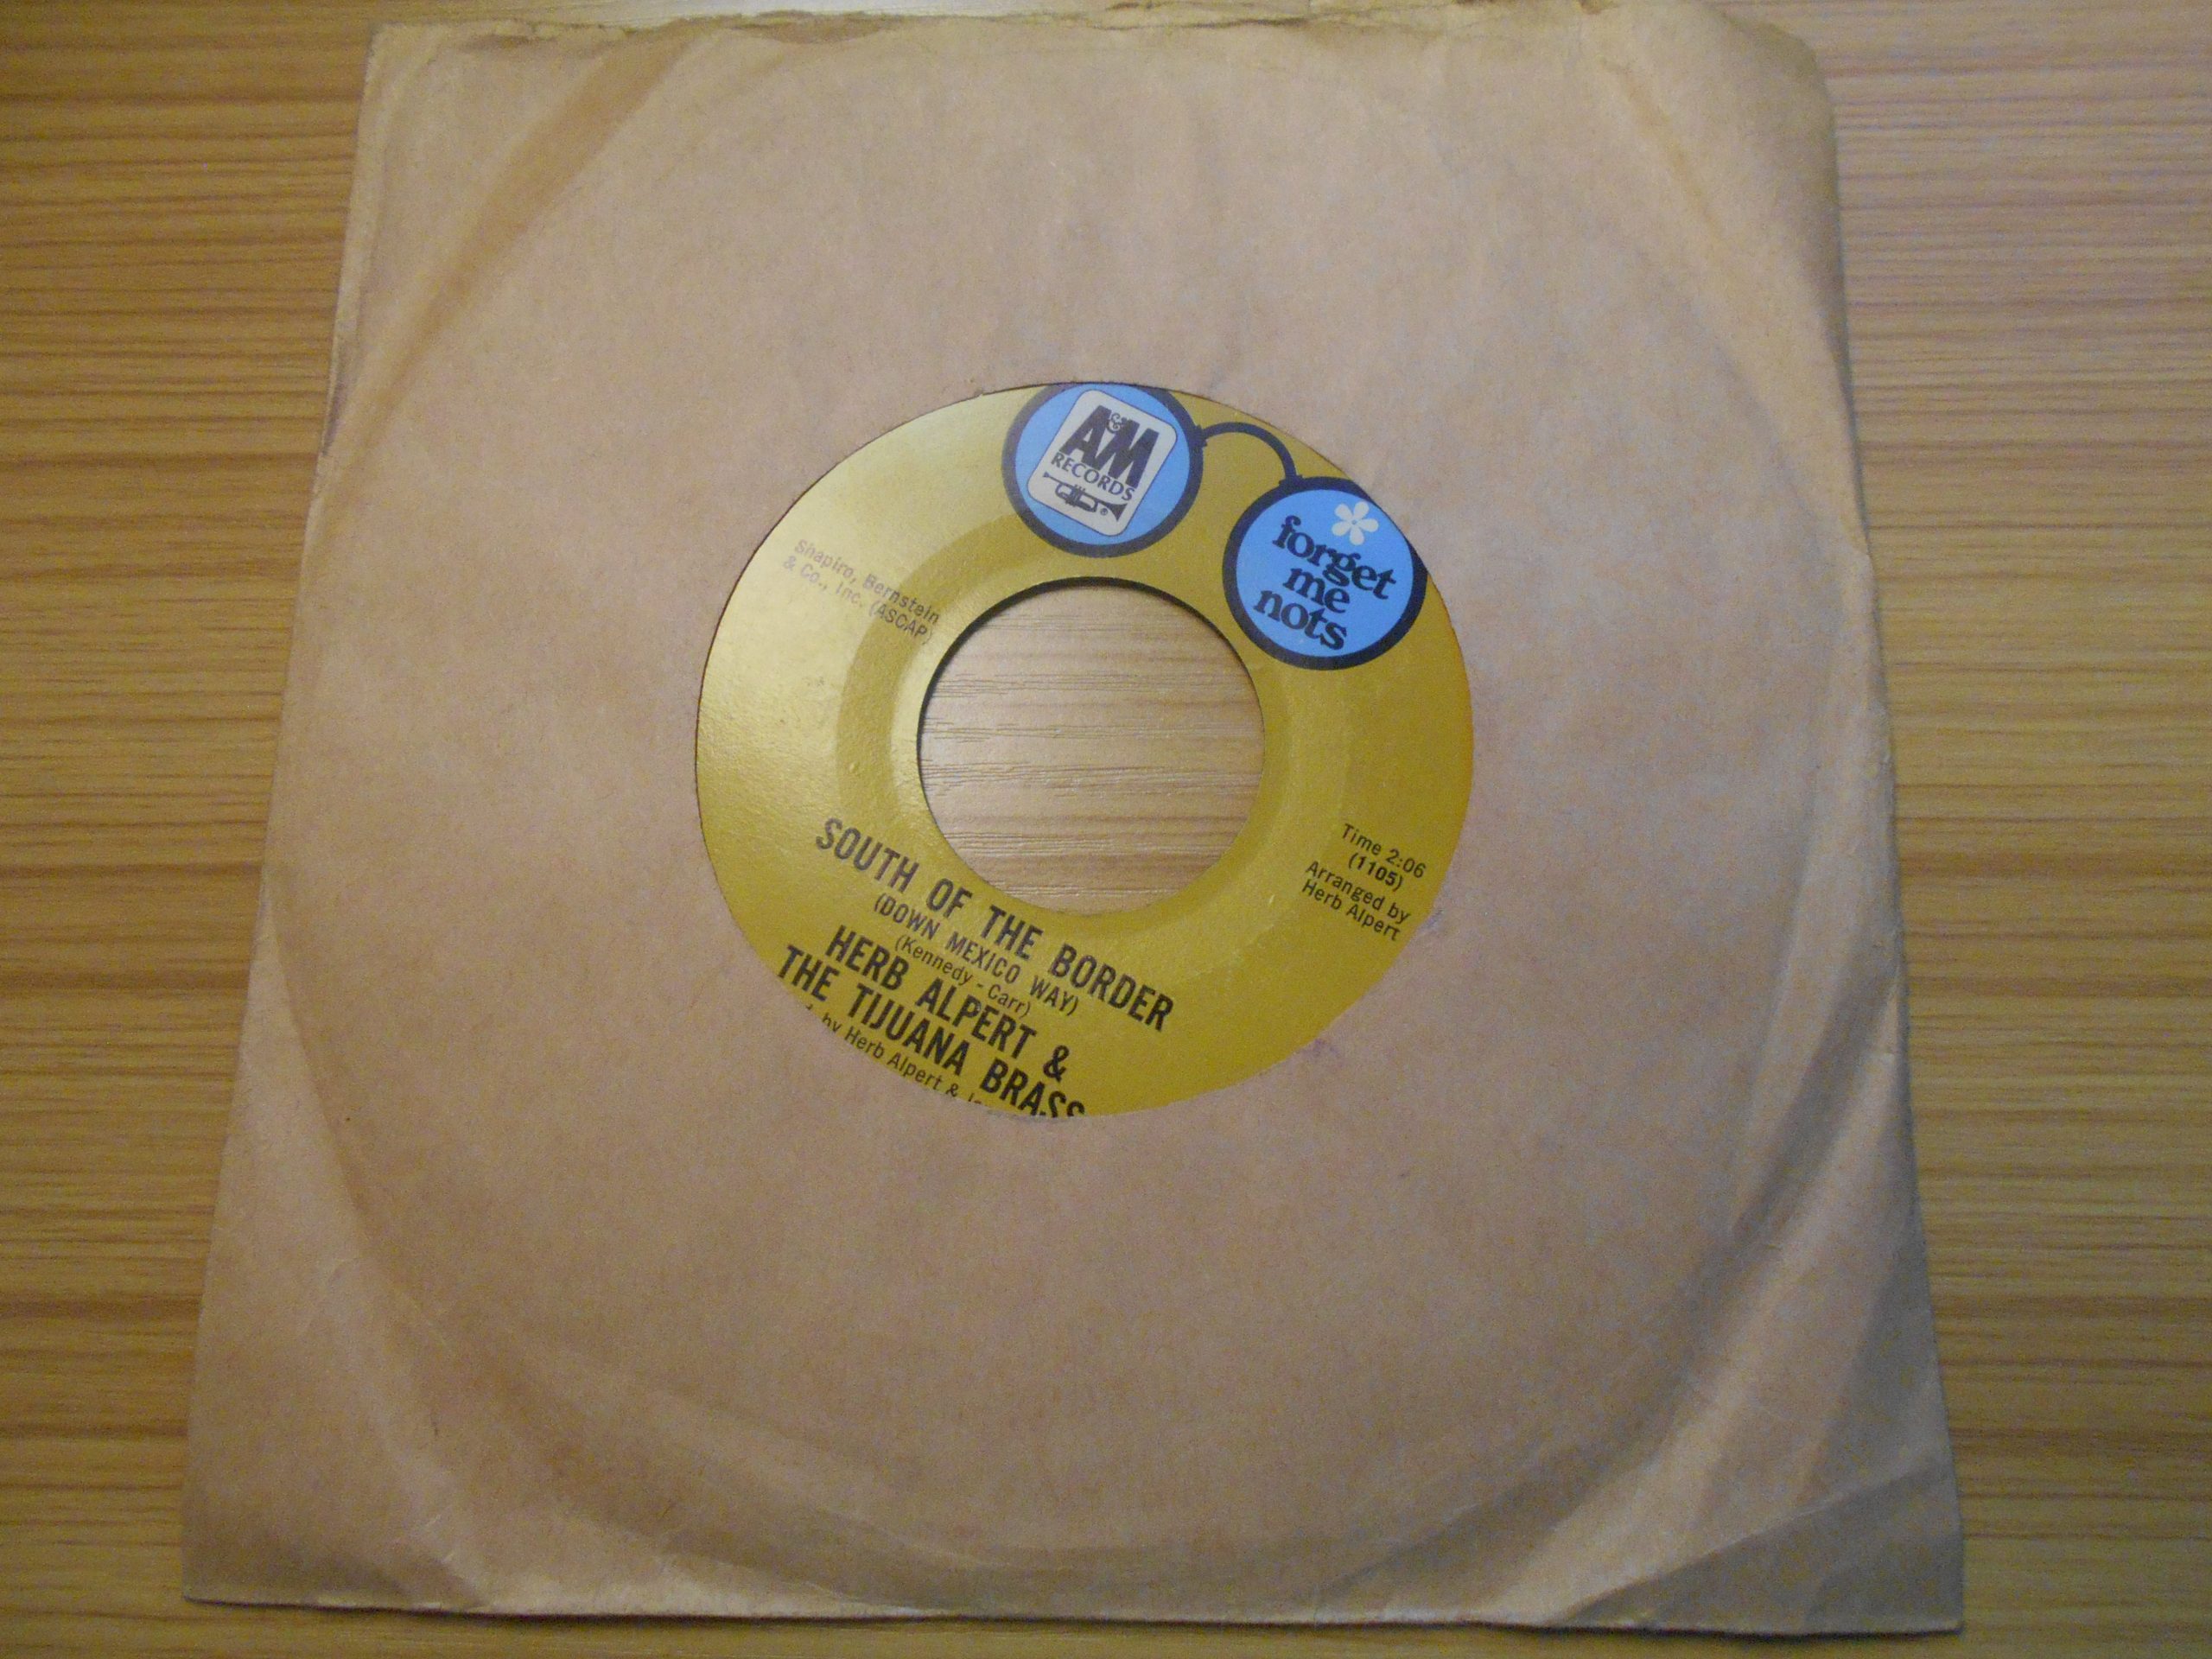 A&M
RECORDS
®
forget
me
nots
Shapiro, Bernstein
& Co., Inc. (ASCAP)
Time 2:06
(1105)
Arranged by
Herb Alpert
SOUTH OF THE BORDER
(DOWN MEXICO WAY)
(Kennedy - Carr)
HERB ALPERT &
THE TIJUANA BRASS
by Herb Alpert &